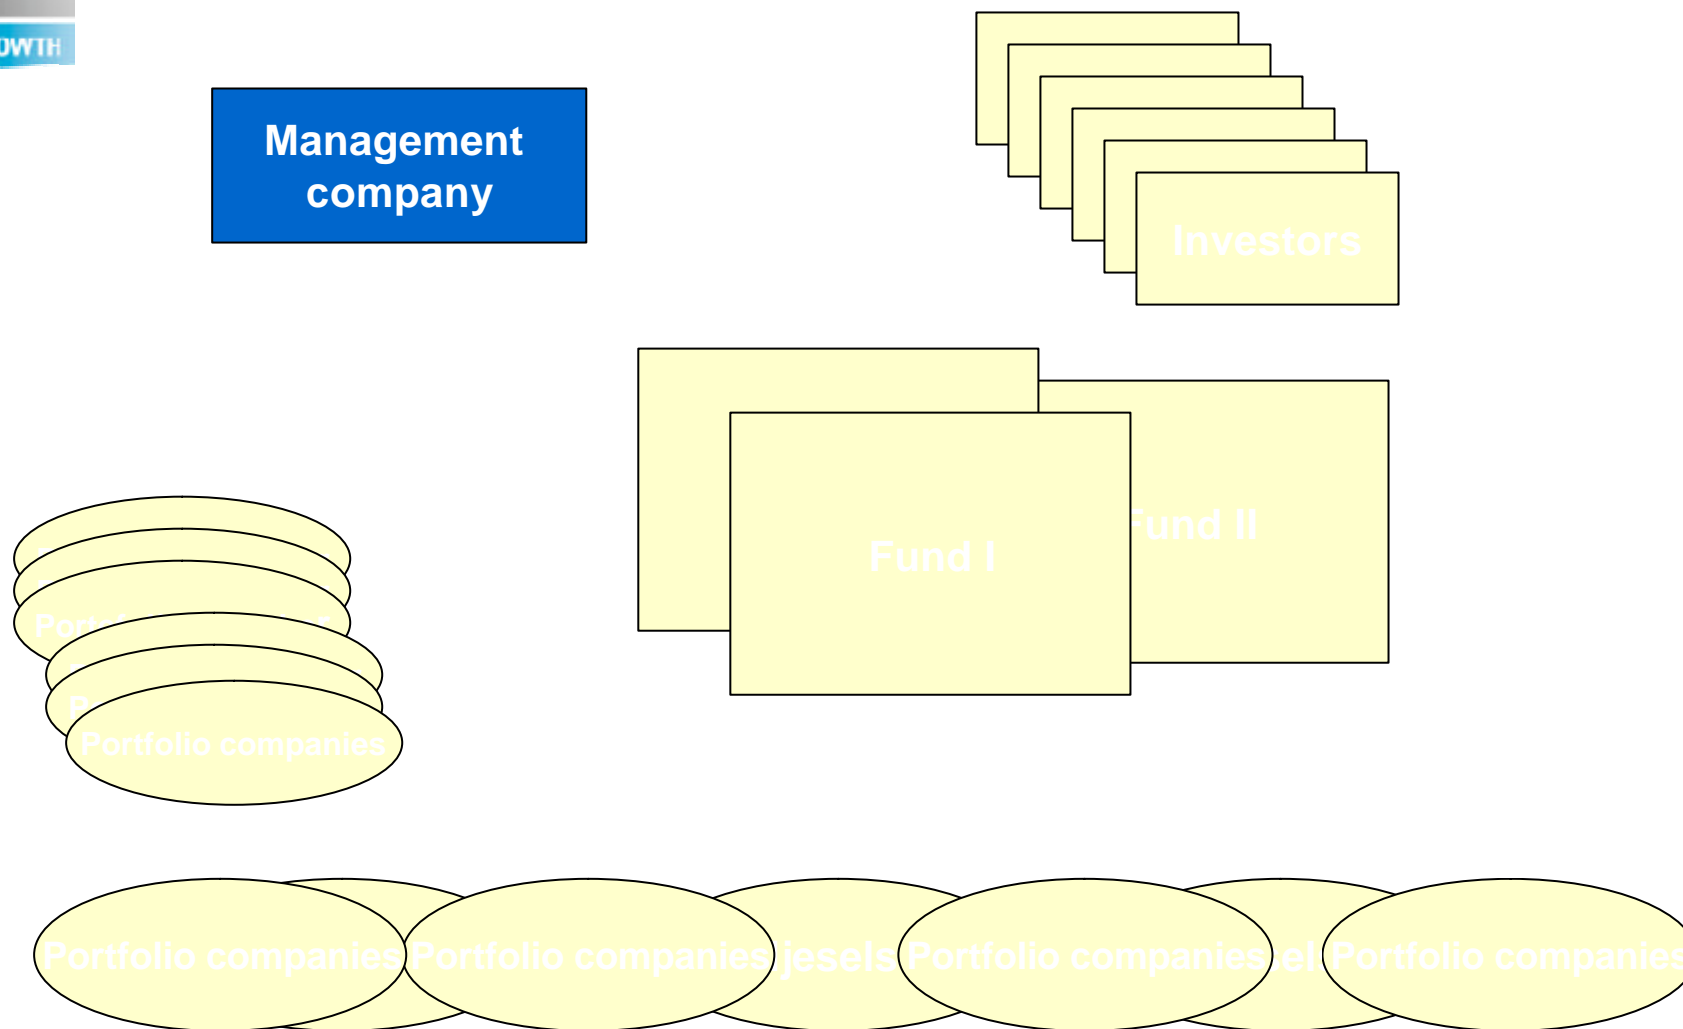 OWTH
Management
company
Investors
Fund II
Fund I
Portfolio companies
Portfolio companies
Portfolio companies
Portfolio companies
Portfolio companies